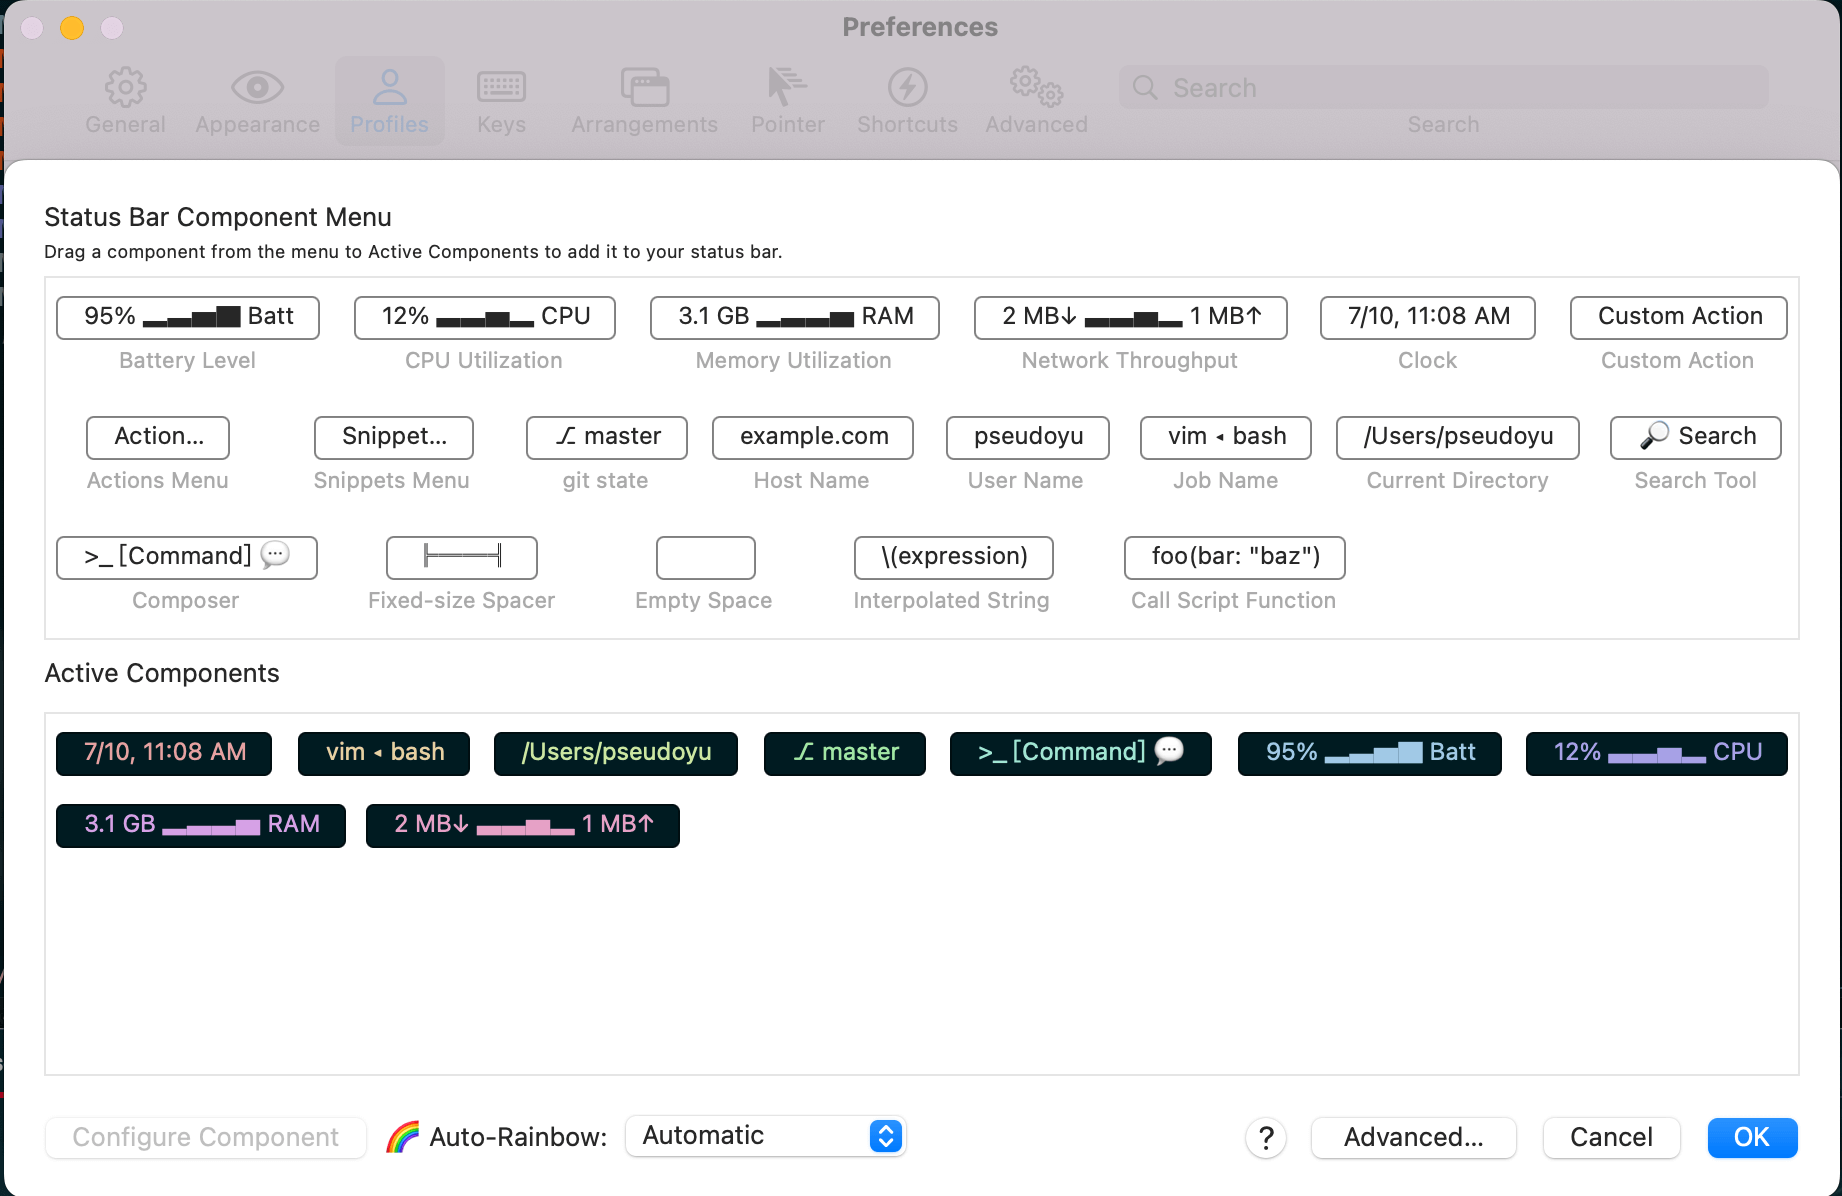 Preferences
General Appearance Profiles Keys Arrangements Pointer Shortcuts Advanced Search
Search
Status Bar Component Menu
Drag a component from the menu to Active Components to add it to your status bar.
95% Batt 12% CPU 3.1 GB RAM 2 MB↓ 1 MB↑ 7/10, 11:08 AM Custom Action
Battery Level CPU Utilization Memory Utilization Network Throughput Clock Custom Action
Action... Snippet... master example.com pseudoyu vim ◂ bash /Users/pseudoyu Search
Actions Menu Snippets Menu git state Host Name User Name Job Name Current Directory Search Tool
>_ [Command] \(expression) foo(bar: "baz")
Composer Fixed-size Spacer Empty Space Interpolated String Call Script Function
Active Components
7/10, 11:08 AM vim ◂ bash /Users/pseudoyu master >_ [Command] 95% Batt 12% CPU
3.1 GB RAM 2 MB↓ 1 MB↑
Configure Component Auto-Rainbow: Automatic ? Advanced... Cancel OK